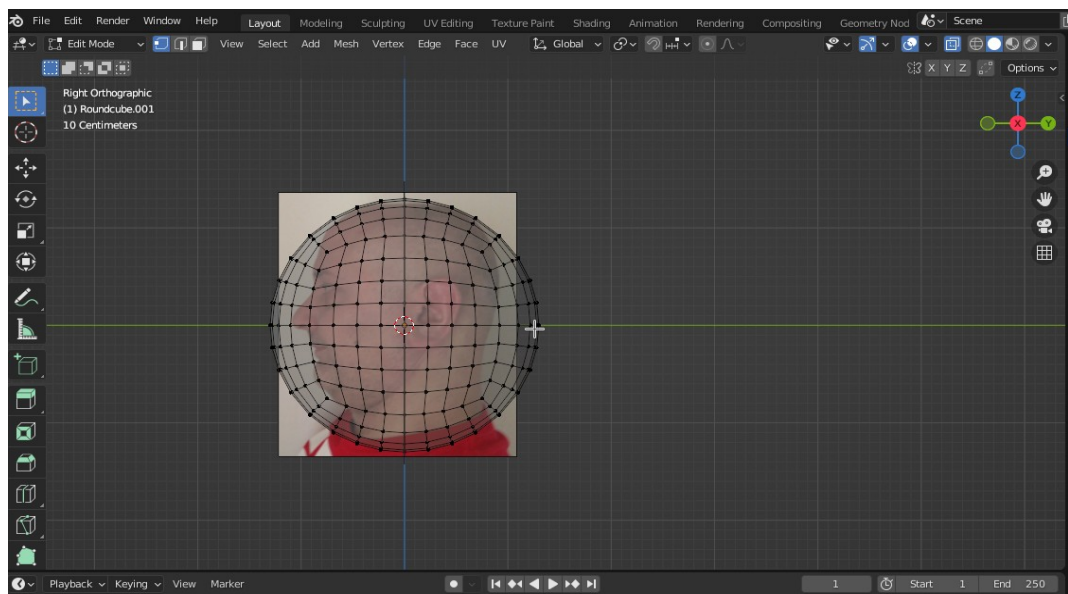 File Edit Render Window Help Layout Modeling Sculpting UV Editing Texture Paint Shading Animation Rendering Compositing Geometry Nod Scene
Edit Mode View Select Add Mesh Vertex Edge Face UV Global
X Y Z Options
Right Orthographic
(1) Roundcube.001
10 Centimeters
Z
X Y
Playback Keying View Marker 1 Start 1 End 250